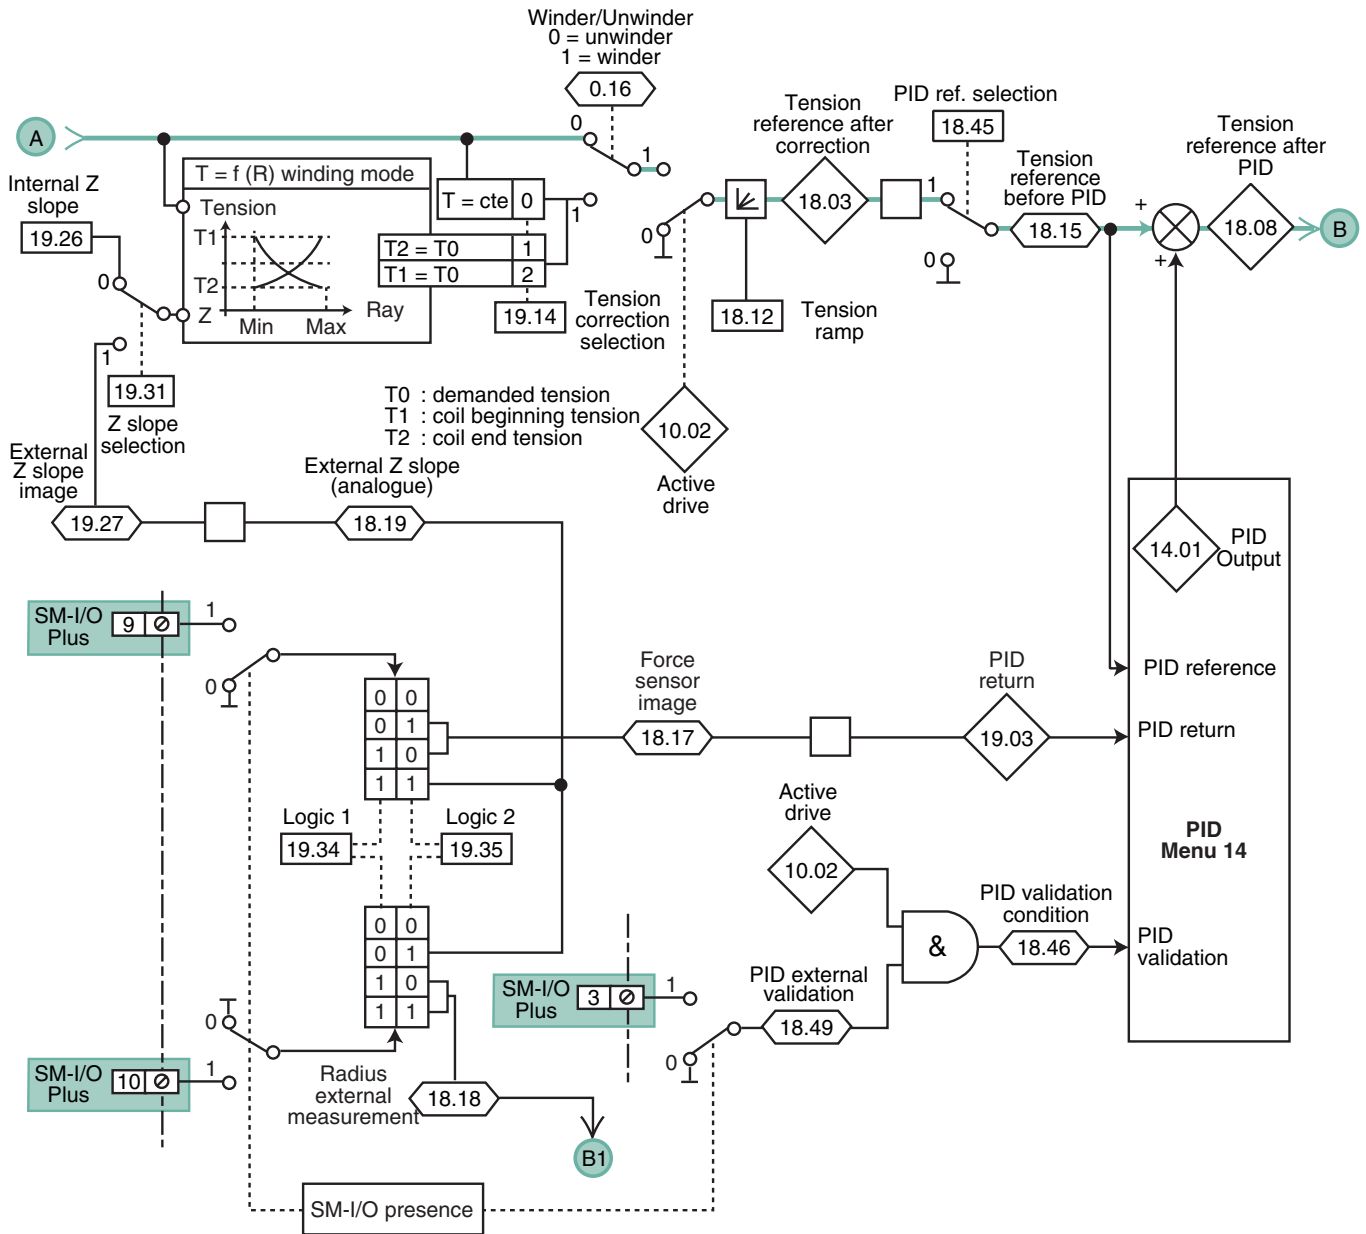 Winder/Unwinder
0 = unwinder
1 = winder
0.16
A
0
1
1
Internal Z
slope
19.26
0
1
19.31
Z slope
selection
T = f (R) winding mode
Tension
T1
T2
Z
Min
Max
Ray
T = cte
0
T2 = T0
1
T1 = T0
2
19.14
Tension
correction
selection
1
0
18.12
Tension
ramp
Tension
reference after
correction
18.03
PID ref. selection
18.45
1
0
Tension
reference
before PID
18.15
+
+
Tension
reference after
PID
18.08
B
T0 : demanded tension
T1 : coil beginning tension
T2 : coil end tension
10.02
Active
drive
External
Z slope
image
19.27
External Z slope
(analogue)
18.19
14.01
PID
Output
PID reference
PID return
PID
Menu 14
PID
validation
SM-I/O
Plus
9
1
0
0 0
0 1
1 0
1 1
Force
sensor
image
18.17
PID
return
19.03
Logic 1
19.34
Logic 2
19.35
0 0
0 1
1 0
1 1
Active
drive
10.02
&
PID validation
condition
18.46
SM-I/O
Plus
3
1
0
PID external
validation
18.49
0
SM-I/O
Plus
10
1
Radius
external
measurement
18.18
B1
SM-I/O presence